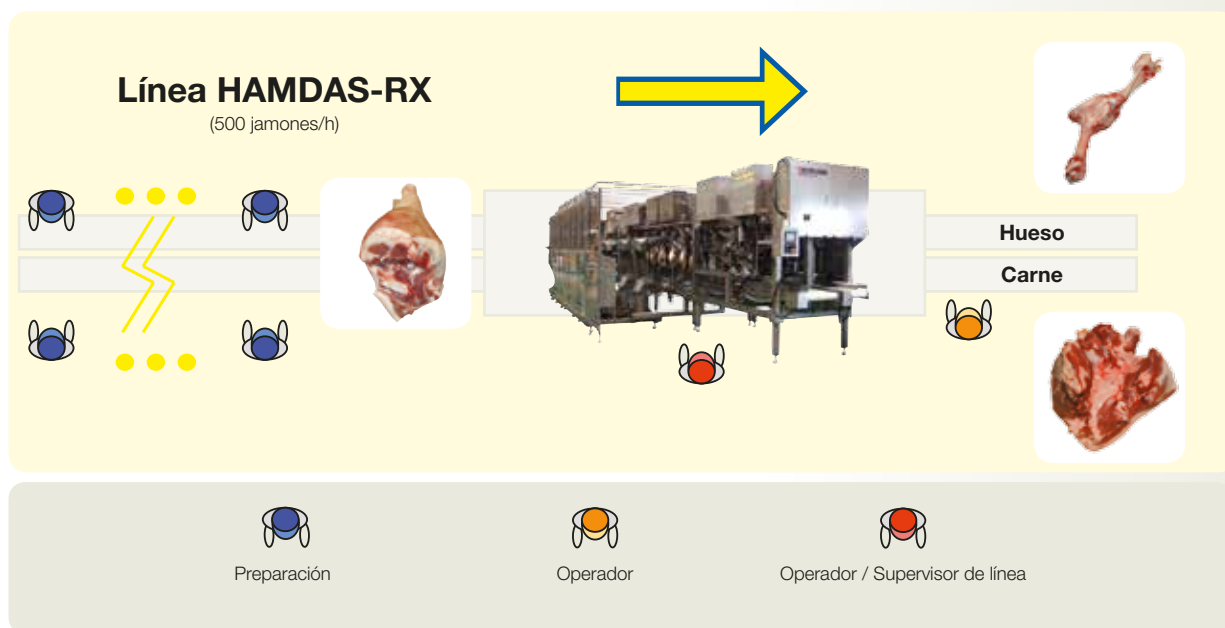 Línea HAMDAS-RX
(500 jamones/h)
Hueso
Carne
Preparación
Operador
Operador / Supervisor de línea